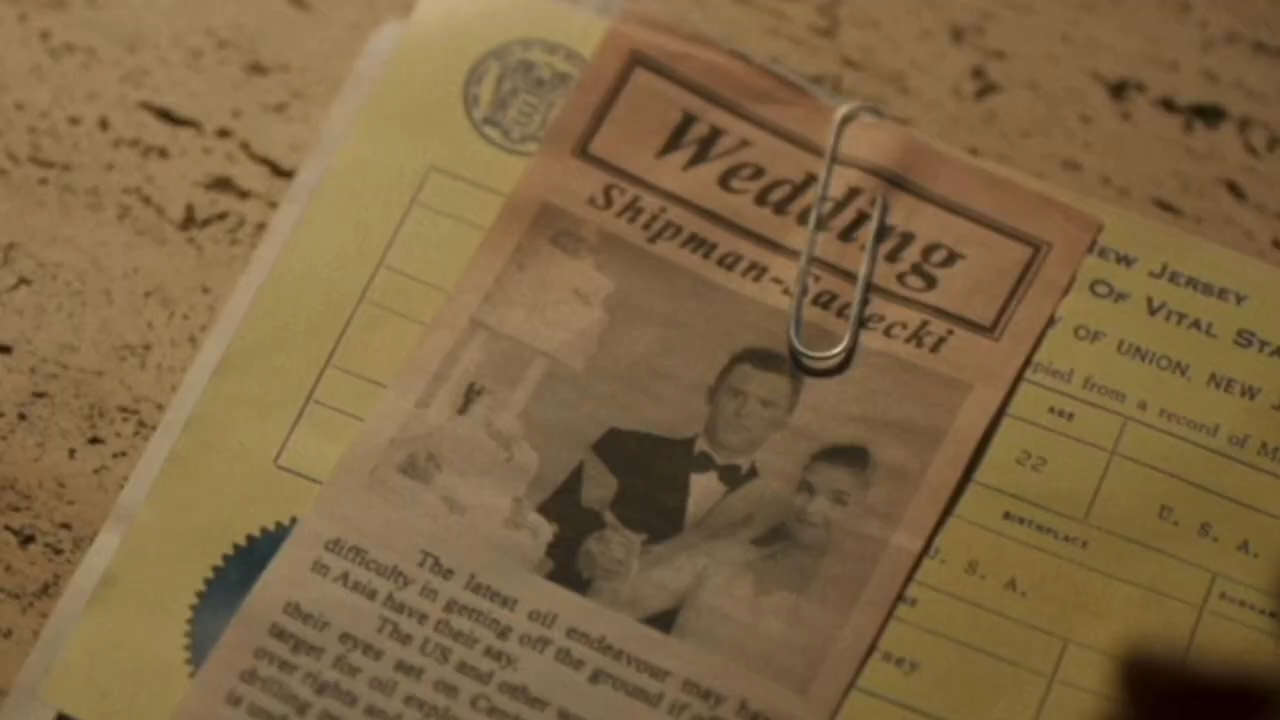 Wedding
Shipman-Sadecki
The latest oil endeavour may
difficulty in getting off the ground if
in Asia have their say.
The US and other
their eyes set on
target for oil
over rights and
drilling
is
NEW JERSEY
OF VITAL
OF UNION, NEW
from a record of
AGE
22
U. S. A.
BIRTHPLACE
U. S. A.